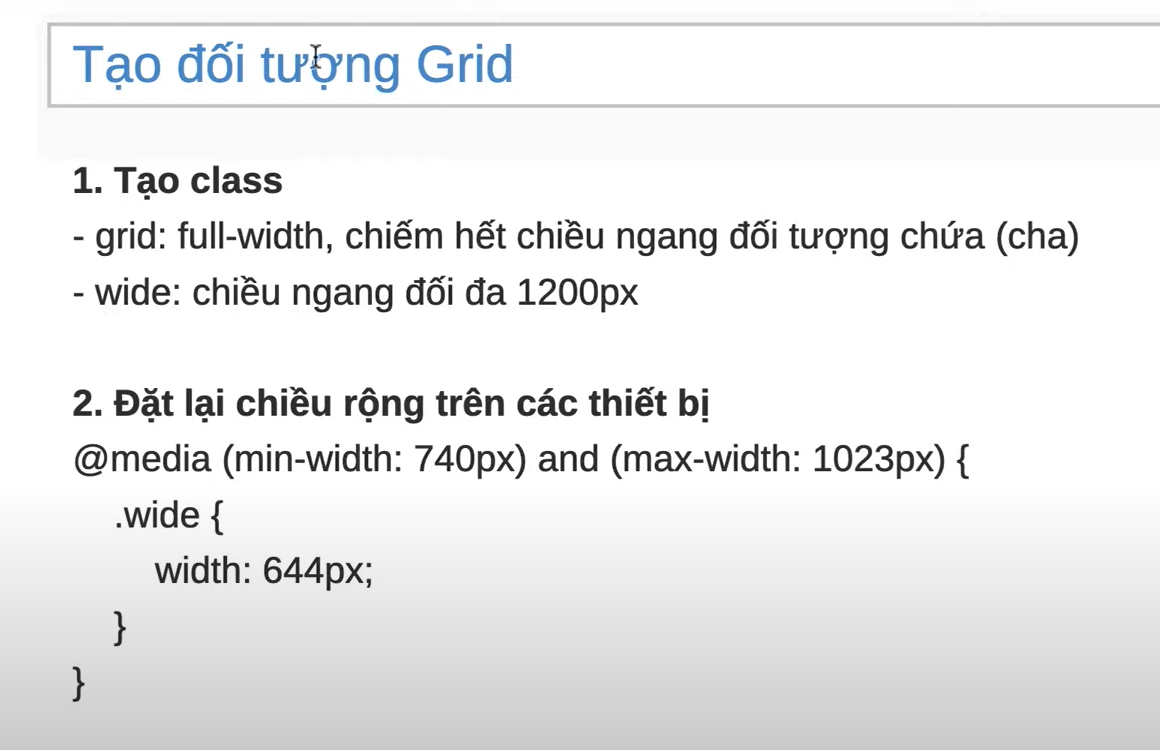 Tạo đối tượng Grid
1. Tạo class
- grid: full-width, chiếm hết chiều ngang đối tượng chứa (cha)
- wide: chiều ngang đối đa 1200px
2. Đặt lại chiều rộng trên các thiết bị
@media (min-width: 740px) and (max-width: 1023px) {
.wide {
width: 644px;
}
}